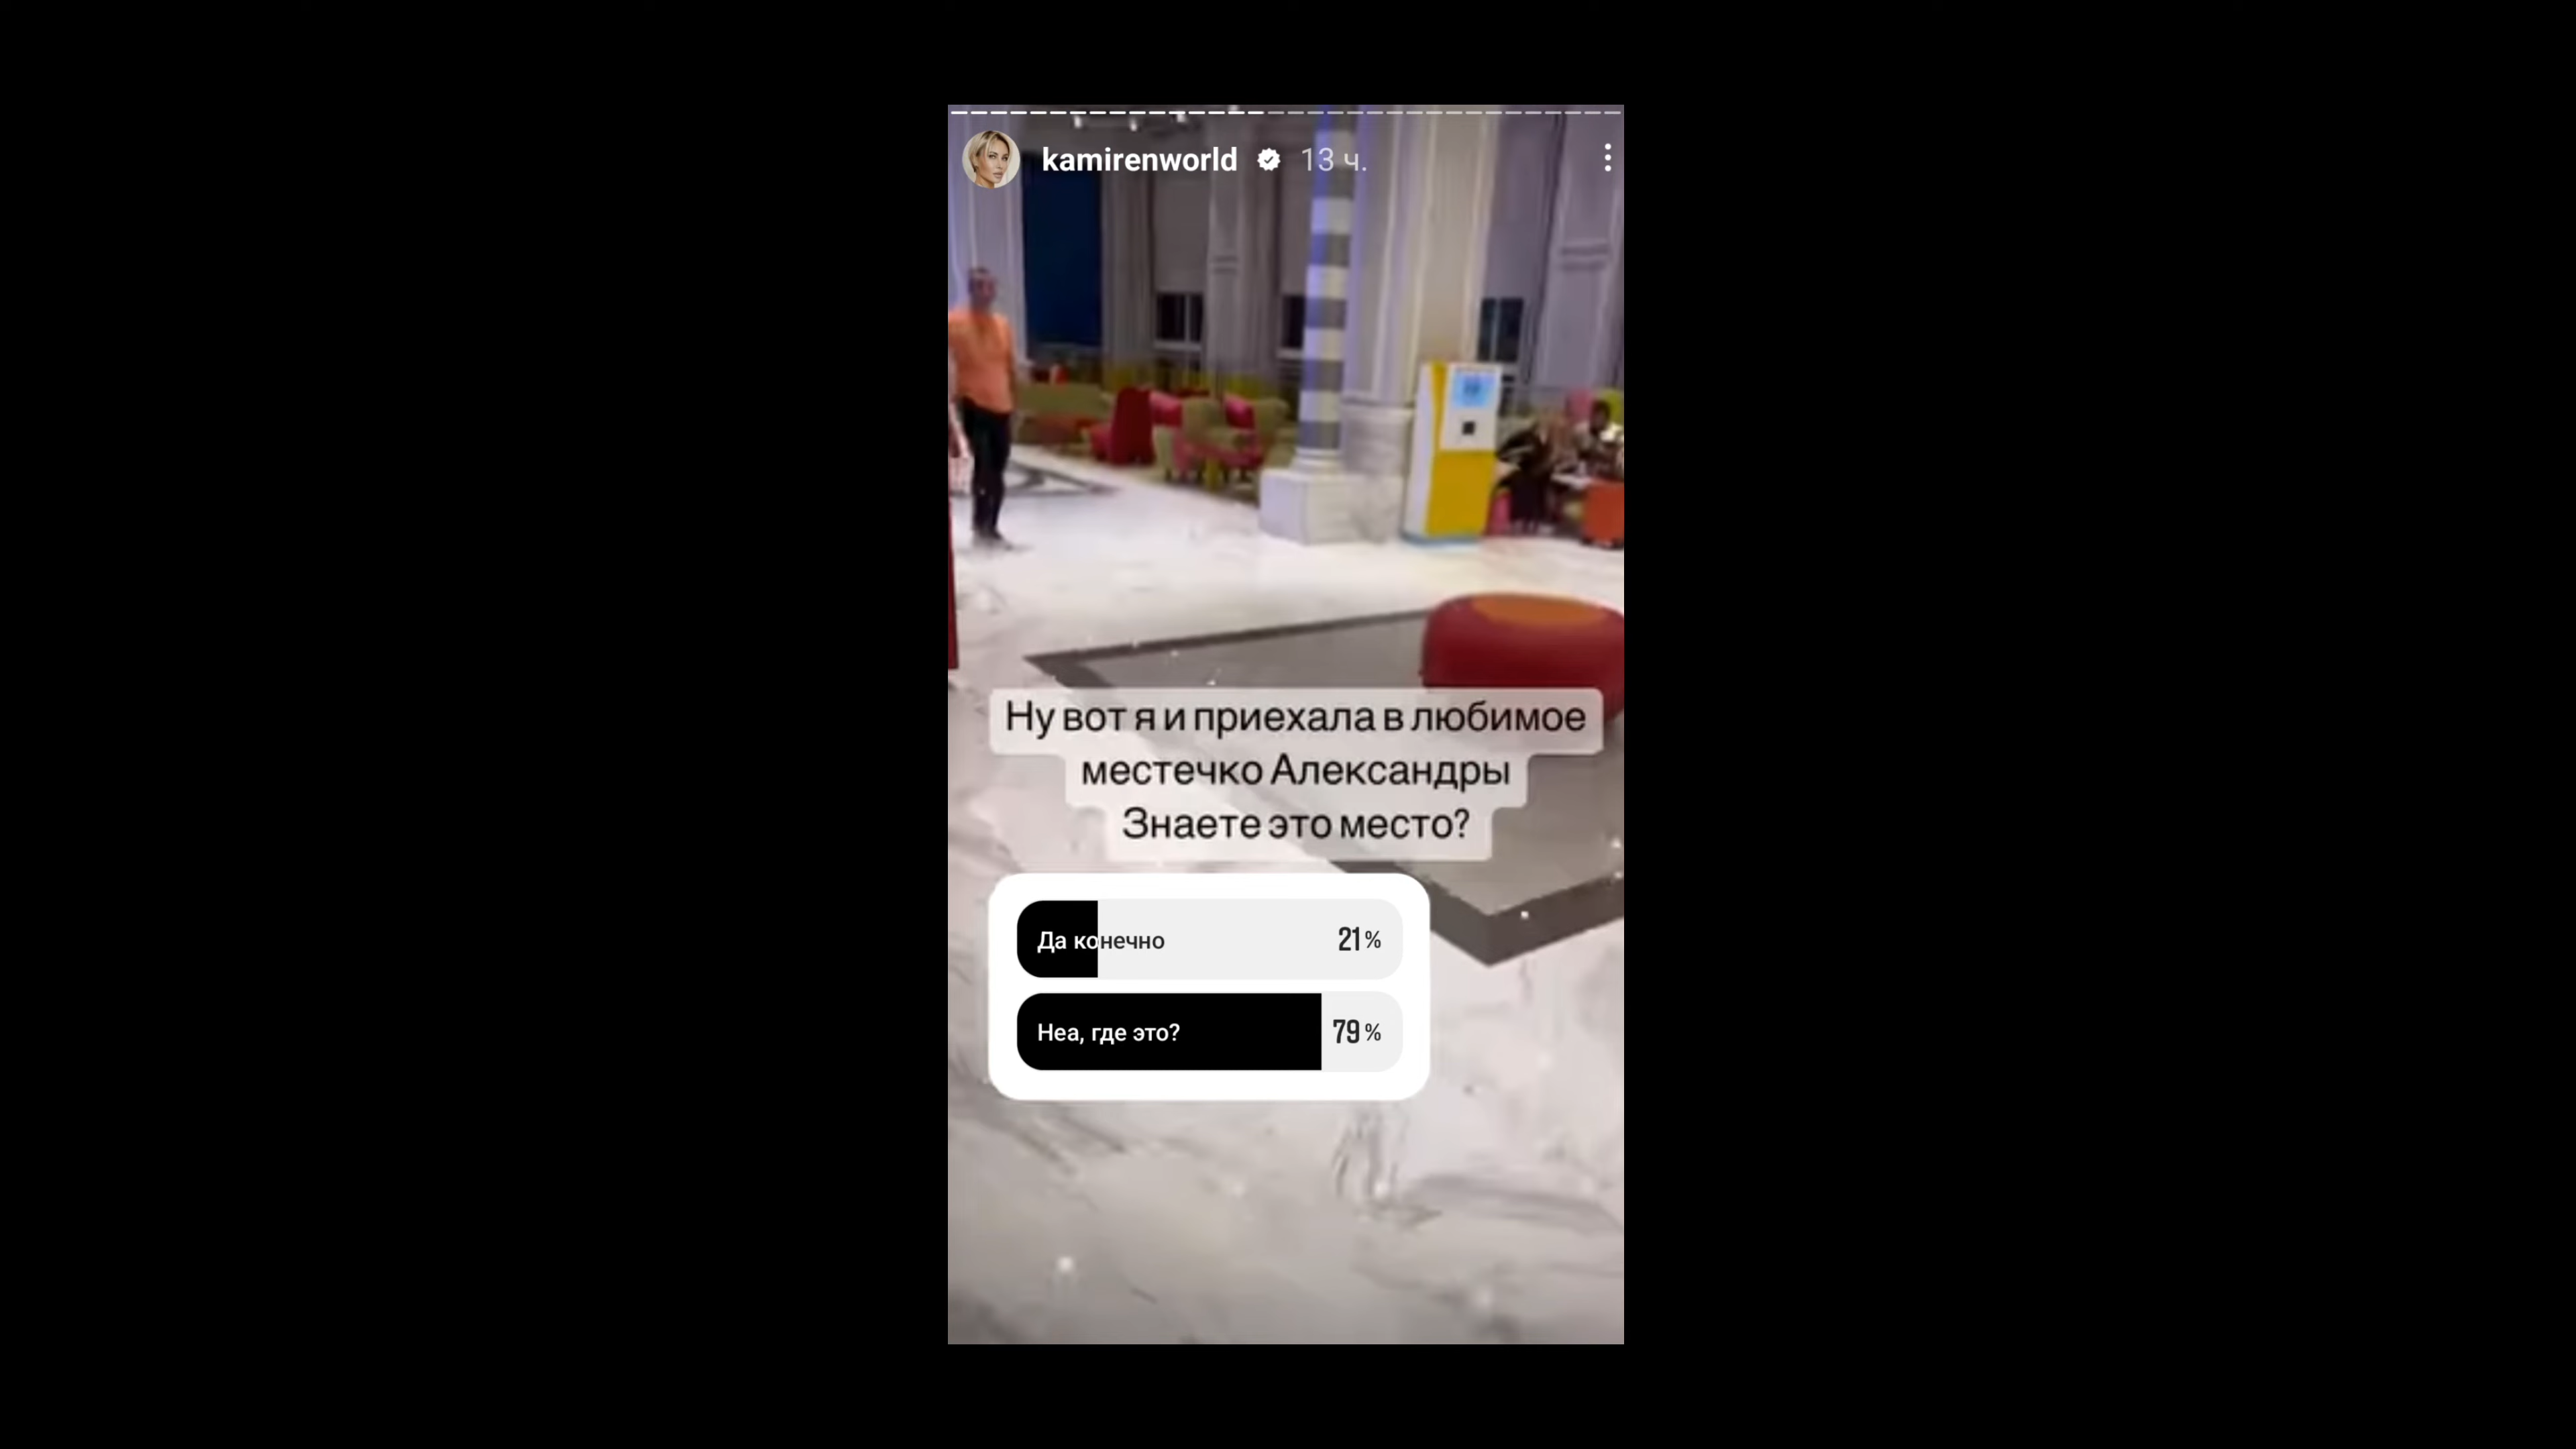 kamirenworld 13 ч.
Ну вот я и приехала в любимое
местечко Александры
Знаете это место?
Да конечно 21%
Неа, где это? 79%